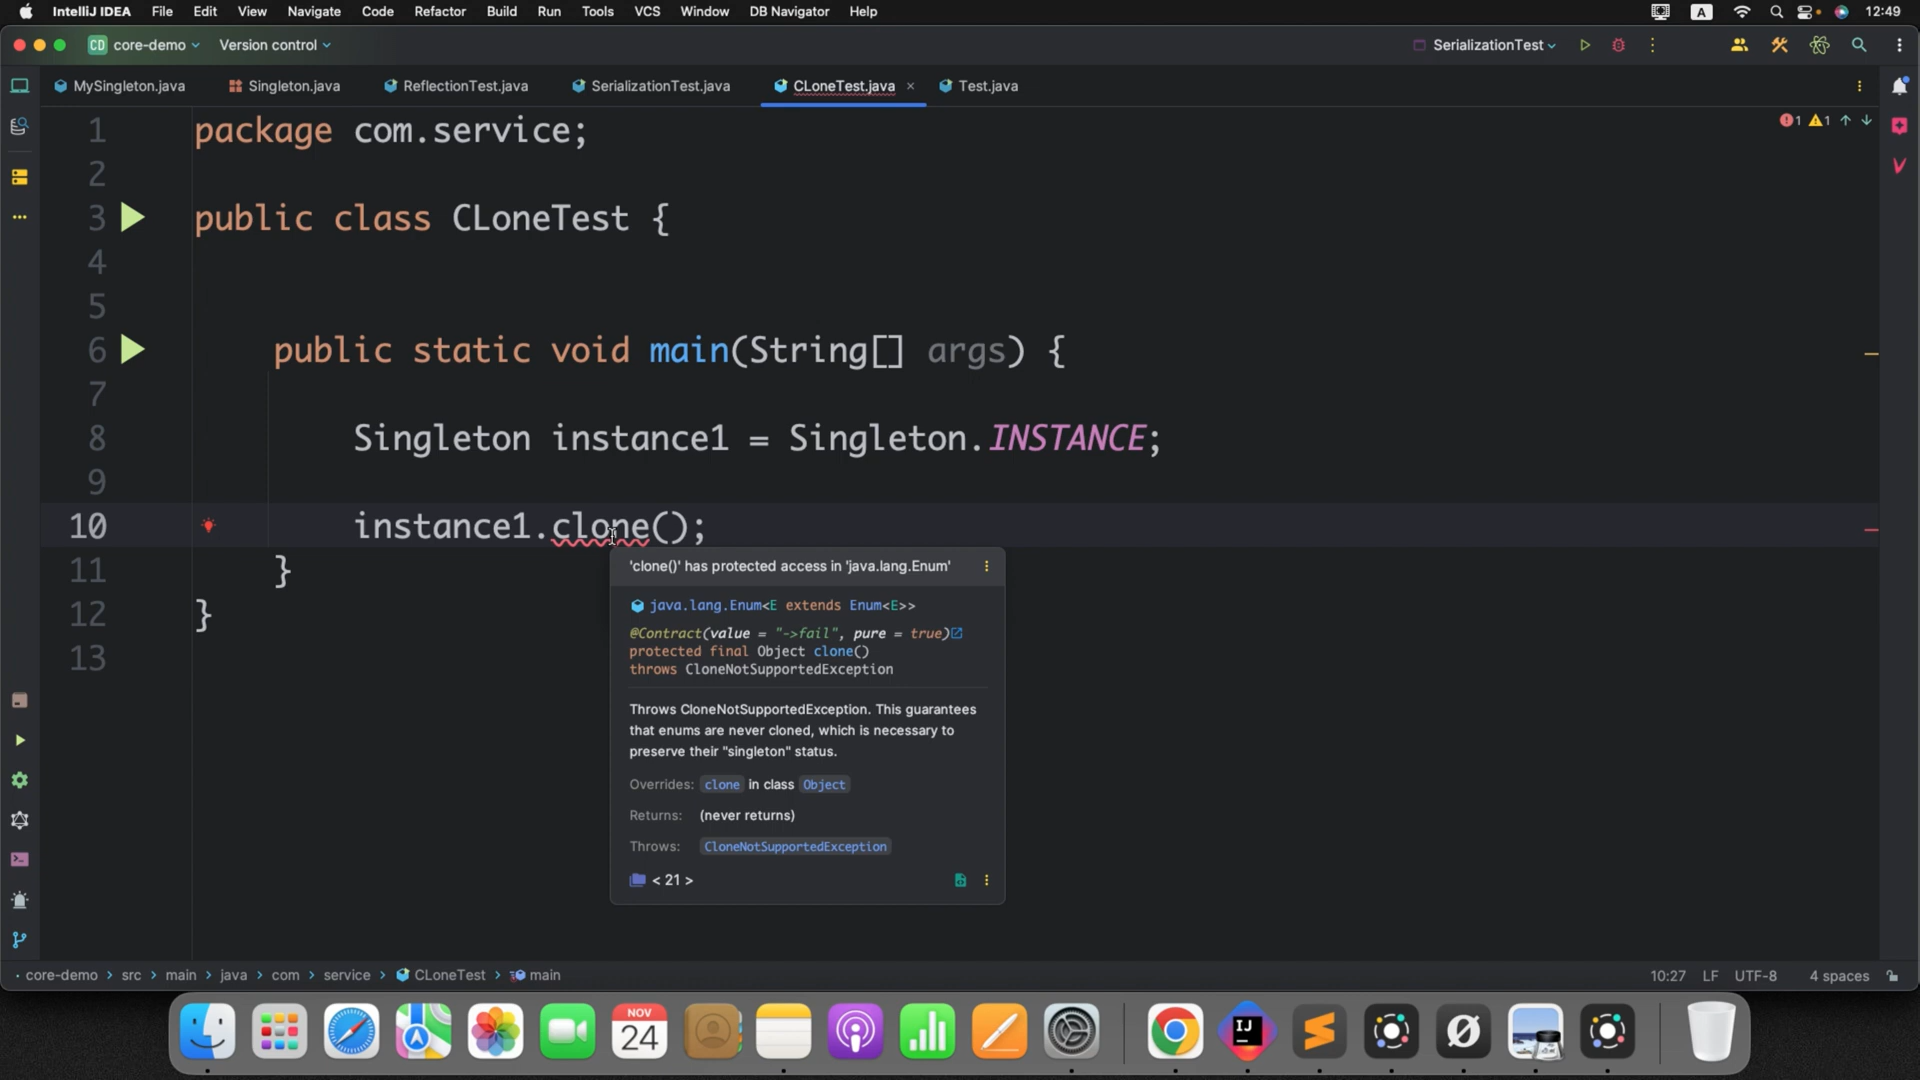 IntelliJ IDEA File Edit View Navigate Code Refactor Build Run Tools VCS Window DB Navigator Help A 12:49
CD core-demo Version control SerializationTest
MySingleton.java Singleton.java ReflectionTest.java SerializationTest.java CLoneTest.java × Test.java
1 package com.service; 1 1
2
3 public class CLoneTest {
4
5
6 public static void main(String[] args) {
7
8 Singleton instance1 = Singleton.INSTANCE;
9
10 instance1.clone();
11 }
12 }
13
'clone()' has protected access in 'java.lang.Enum'
java.lang.Enum<E extends Enum<E>>
@Contract(value = "->fail", pure = true)
protected final Object clone()
throws CloneNotSupportedException
Throws CloneNotSupportedException. This guarantees
that enums are never cloned, which is necessary to
preserve their "singleton" status.
Overrides: clone in class Object
Returns: (never returns)
Throws: CloneNotSupportedException
< 21 >
core-demo > src > main > java > com > service > CLoneTest > main 10:27 LF UTF-8 4 spaces
NOV
24
IJ